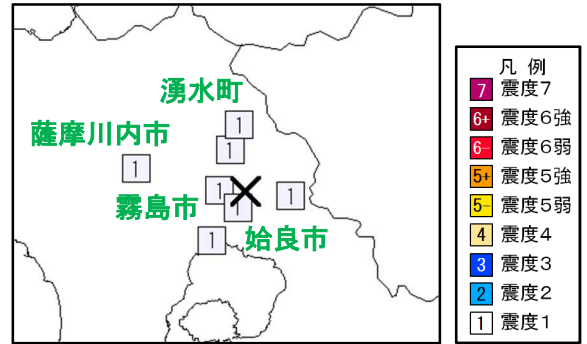 湧水町
1
薩摩川内市
1
1
霧島市
1
1
1
姶良市
1
凡例
7 震度7
6+ 震度6強
6- 震度6弱
5+ 震度5強
5- 震度5弱
4 震度4
3 震度3
2 震度2
1 震度1